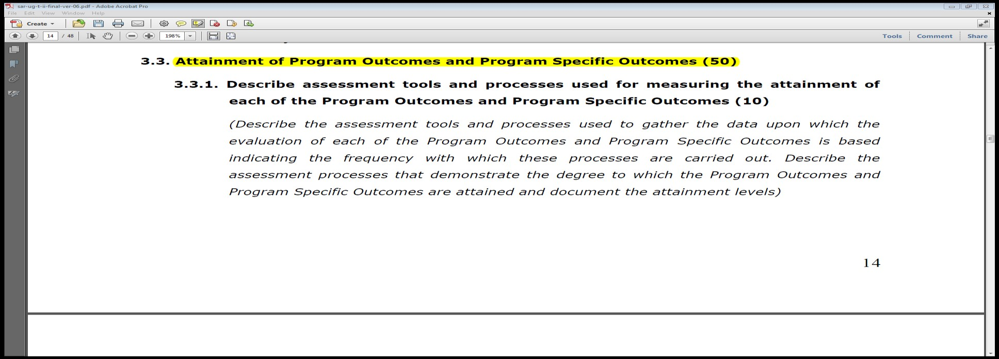 sar-ug-t-ii-final-ver-06.pdf - Adobe Acrobat Pro
File Edit View Window Help
Create
14 / 48 198% Tools Comment Share
3.3. Attainment of Program Outcomes and Program Specific Outcomes (50)
3.3.1. Describe assessment tools and processes used for measuring the attainment of
each of the Program Outcomes and Program Specific Outcomes (10)
(Describe the assessment tools and processes used to gather the data upon which the
evaluation of each of the Program Outcomes and Program Specific Outcomes is based
indicating the frequency with which these processes are carried out. Describe the
assessment processes that demonstrate the degree to which the Program Outcomes and
Program Specific Outcomes are attained and document the attainment levels)
14